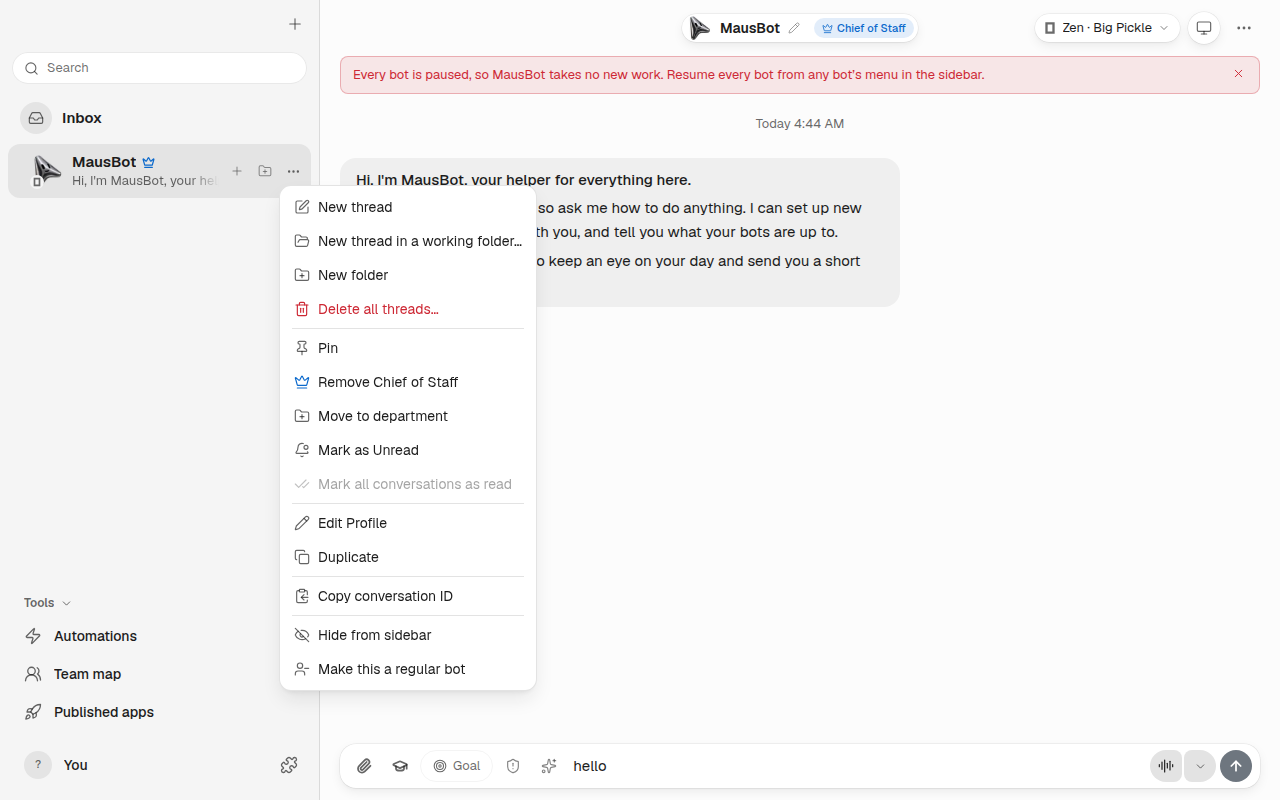 Search
Inbox
MausBot
Hi, I'm MausBot, your hel
Tools
Automations
Team map
Published apps
? You
MausBot
Chief of Staff
Zen · Big Pickle
Every bot is paused, so MausBot takes no new work. Resume every bot from any bot's menu in the sidebar.
Today 4:44 AM
Hi, I'm MausBot, your helper for everything here.
so ask me how to do anything. I can set up new
th you, and tell you what your bots are up to.
o keep an eye on your day and send you a short
New thread
New thread in a working folder...
New folder
Delete all threads...
Pin
Remove Chief of Staff
Move to department
Mark as Unread
Mark all conversations as read
Edit Profile
Duplicate
Copy conversation ID
Hide from sidebar
Make this a regular bot
Goal
hello